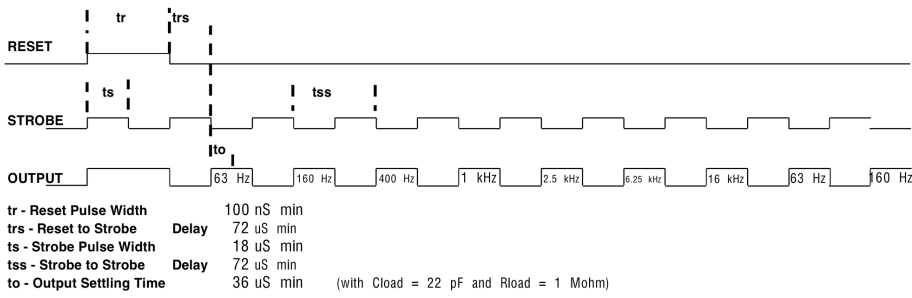 tr trs
RESET
ts tss
STROBE
to
OUTPUT 63 Hz 160 Hz 400 Hz 1 kHz 2.5 kHz 6.25 kHz 16 kHz 63 Hz 160 Hz
tr - Reset Pulse Width 100 nS min
trs - Reset to Strobe Delay 72 uS min
ts - Strobe Pulse Width 18 uS min
tss - Strobe to Strobe Delay 72 uS min
to - Output Settling Time 36 uS min (with Cload = 22 pF and Rload = 1 Mohm)